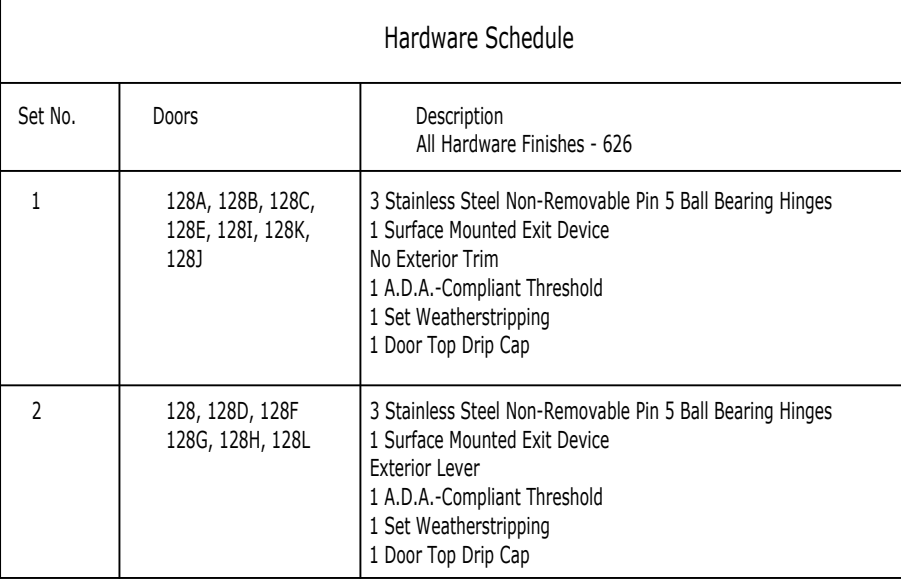 Hardware Schedule
Set No.
Doors
Description
All Hardware Finishes - 626
1
128A, 128B, 128C,
128E, 128I, 128K,
128J
3 Stainless Steel Non-Removable Pin 5 Ball Bearing Hinges
1 Surface Mounted Exit Device
No Exterior Trim
1 A.D.A.-Compliant Threshold
1 Set Weatherstripping
1 Door Top Drip Cap
2
128, 128D, 128F
128G, 128H, 128L
3 Stainless Steel Non-Removable Pin 5 Ball Bearing Hinges
1 Surface Mounted Exit Device
Exterior Lever
1 A.D.A.-Compliant Threshold
1 Set Weatherstripping
1 Door Top Drip Cap